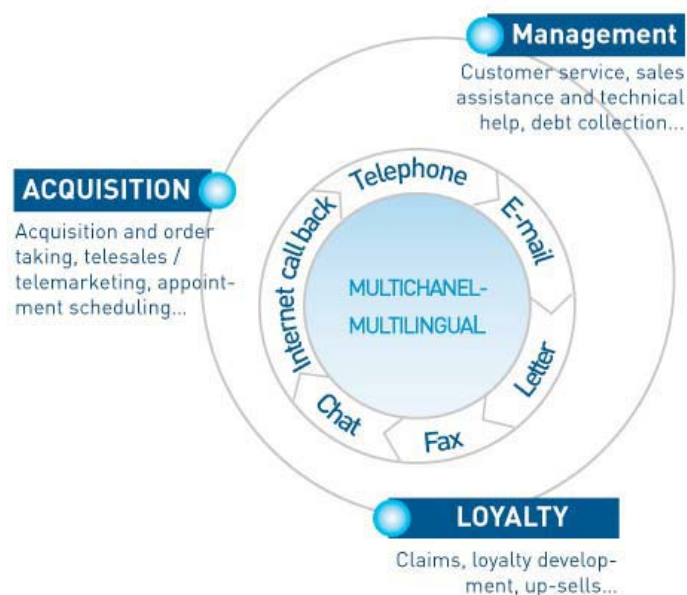 Management
Customer service, sales
assistance and technical
help, debt collection...
ACQUISITION
Acquisition and order
taking, telesales /
telemarketing, appoint-
ment scheduling...
Telephone
E-mail
Letter
Fax
Chat
Internet call back
MULTICHANEL-
MULTILINGUAL
LOYALTY
Claims, loyalty develop-
ment, up-sells...